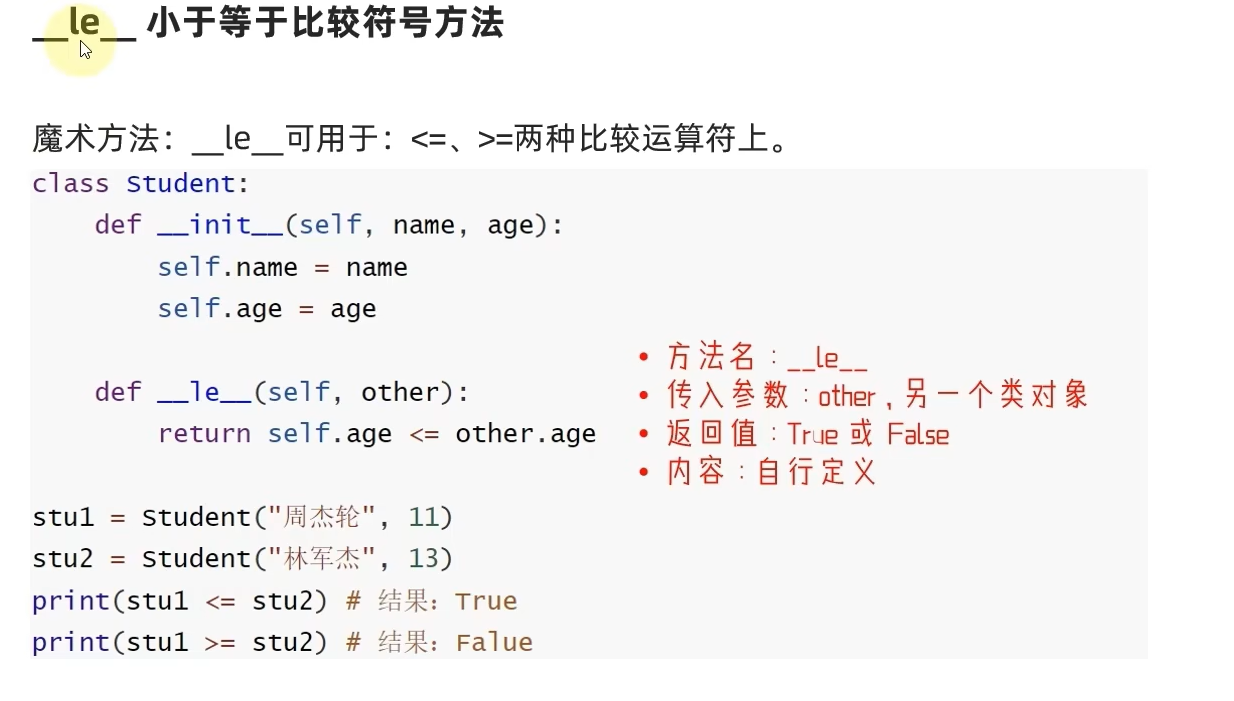 __le__ 小于等于比较符号方法
魔术方法：__le__可用于：<=、>=两种比较运算符上。
class Student:
    def __init__(self, name, age):
        self.name = name
        self.age = age
    def __le__(self, other):
        return self.age <= other.age
• 方法名：__le__
• 传入参数：other，另一个类对象
• 返回值：True 或 False
• 内容：自行定义
stu1 = Student("周杰轮", 11)
stu2 = Student("林军杰", 13)
print(stu1 <= stu2) # 结果：True
print(stu1 >= stu2) # 结果：Falue